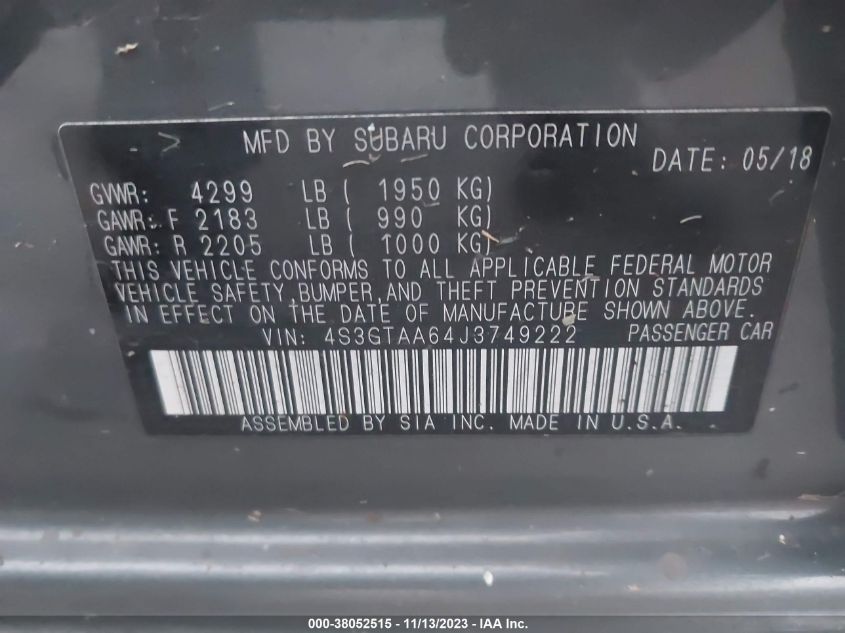 MFD BY SUBARU CORPORATION
DATE: 05/18
GVWR: 4299 LB ( 1950 KG)
GAWR: F 2183 LB ( 990 KG)
GAWR: R 2205 LB ( 1000 KG)
THIS VEHICLE CONFORMS TO ALL APPLICABLE FEDERAL MOTOR
VEHICLE SAFETY,BUMPER,AND THEFT PREVENTION STANDARDS
IN EFFECT ON THE DATE OF MANUFACTURE SHOWN ABOVE.
VIN: 4S3GTAA64J3749222 PASSENGER CAR
ASSEMBLED BY SIA INC. MADE IN U.S.A.
000-38052515 - 11/13/2023 - IAA Inc.